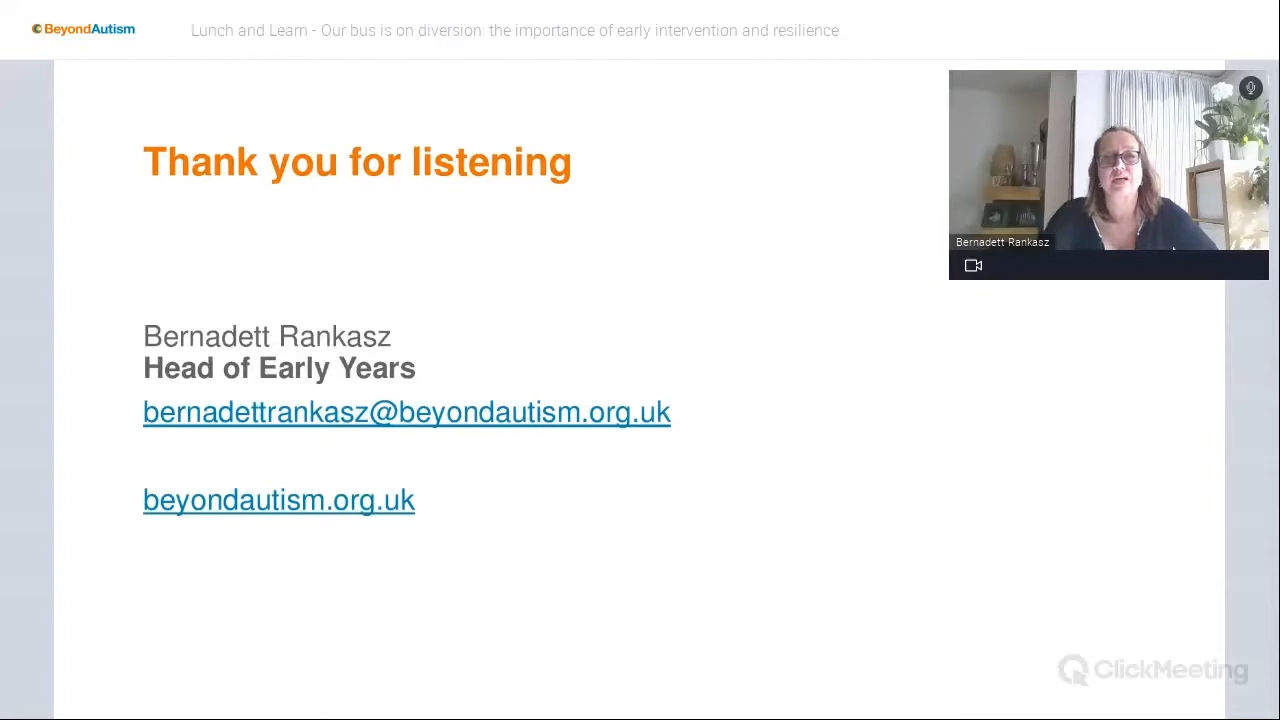 BeyondAutism
Lunch and Learn - Our bus is on diversion: the importance of early intervention and resilience
Thank you for listening
Bernadett Rankasz
Bernadett Rankasz
Head of Early Years
bernadettrankasz@beyondautism.org.uk
beyondautism.org.uk
ClickMeeting